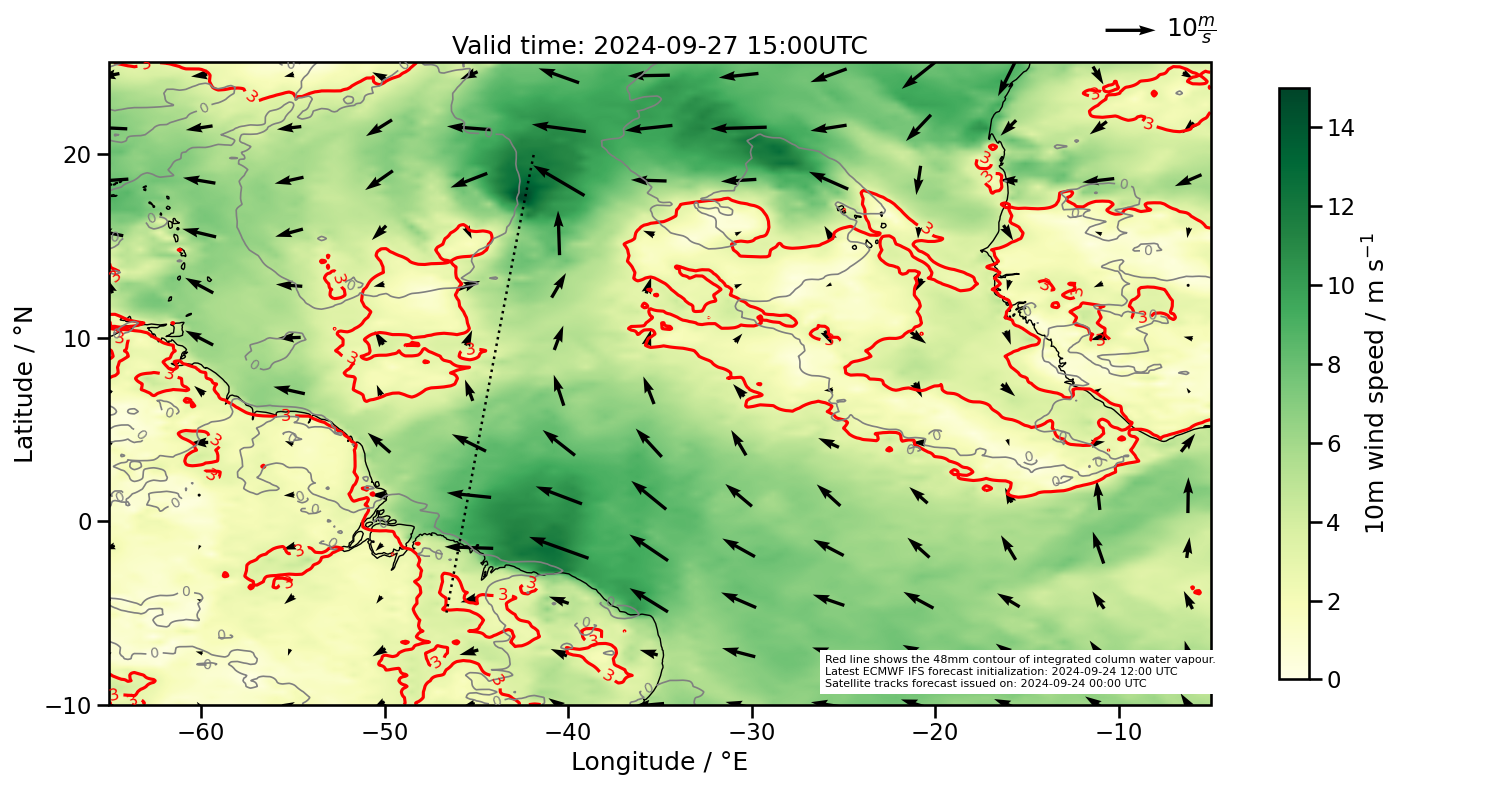 10 m/s
Valid time: 2024-09-27 15:00UTC
Latitude / °N
20
10
0
−10
−60
−50
−40
−30
−20
−10
Longitude / °E
Red line shows the 48mm contour of integrated column water vapour.
Latest ECMWF IFS forecast initialization: 2024-09-24 12:00 UTC
Satellite tracks forecast issued on: 2024-09-24 00:00 UTC
14
12
10
8
6
4
2
0
10m wind speed / m s⁻¹